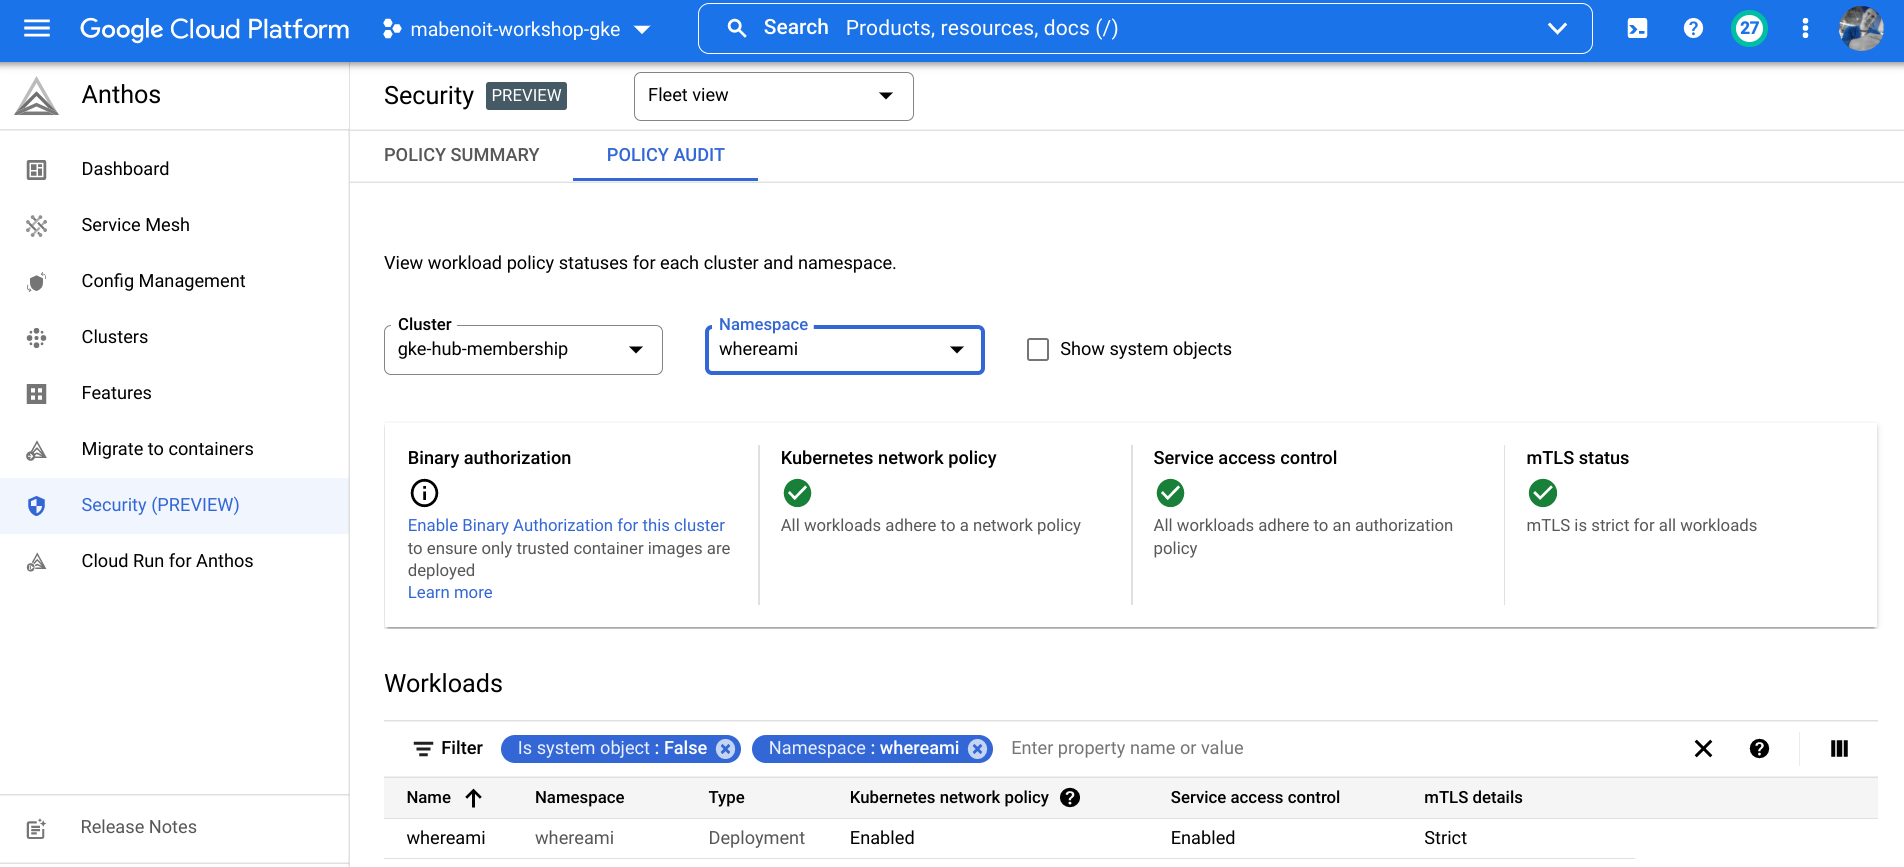 Google Cloud Platform
mabenoit-workshop-gke
Search Products, resources, docs (/)
27
Anthos
Dashboard
Service Mesh
Config Management
Clusters
Features
Migrate to containers
Security (PREVIEW)
Cloud Run for Anthos
Release Notes
Security PREVIEW
Fleet view
POLICY SUMMARY
POLICY AUDIT
View workload policy statuses for each cluster and namespace.
Cluster
gke-hub-membership
Namespace
whereami
Show system objects
Binary authorization
Enable Binary Authorization for this cluster
to ensure only trusted container images are
deployed
Learn more
Kubernetes network policy
All workloads adhere to a network policy
Service access control
All workloads adhere to an authorization
policy
mTLS status
mTLS is strict for all workloads
Workloads
Filter Is system object : False Namespace : whereami Enter property name or value
Name Namespace Type Kubernetes network policy Service access control mTLS details
whereami whereami Deployment Enabled Enabled Strict